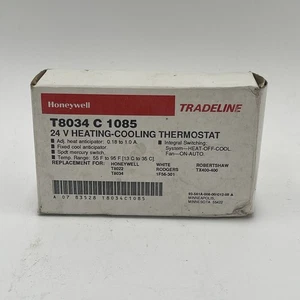 Honeywell TRADELINE
T8034 C 1085
24 V HEATING-COOLING THERMOSTAT
Adj. heat anticipator: 0.18 to 1.0 A
Fixed cool anticipator
Spdt mercury switch
Temp. Range: 55 F to 95 F [13 C to 35 C]
Integral Switching:
System—HEAT-OFF-COOL
Fan—ON-AUTO.
REPLACEMENT FOR: HONEYWELL WHITE ROBERTSHAW
T8022 RODGERS TX400-400
T8034 1F56-301
MINNEAPOLIS,
MINNESOTA